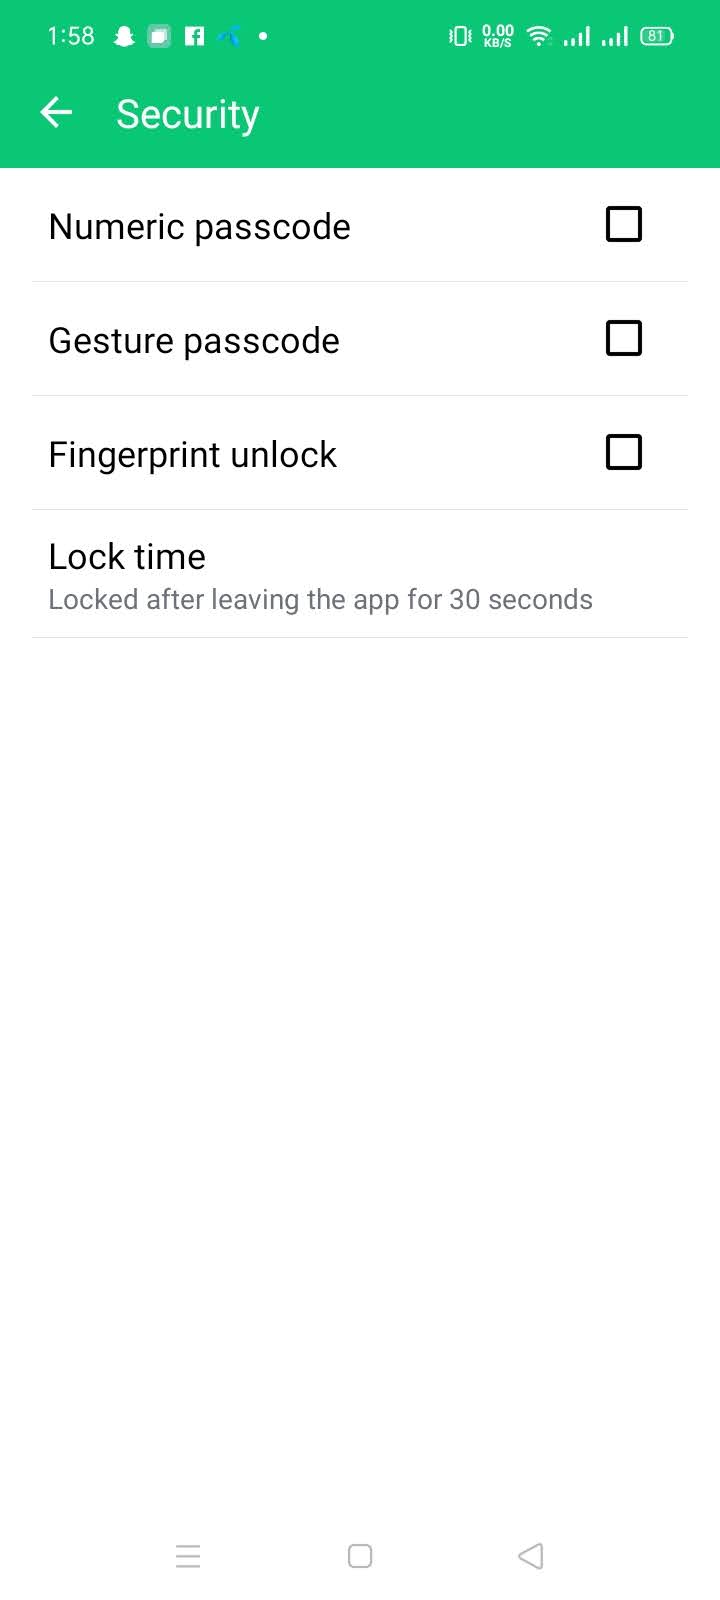 1:58 0.00 KB/S 81
Security
Numeric passcode
Gesture passcode
Fingerprint unlock
Lock time
Locked after leaving the app for 30 seconds